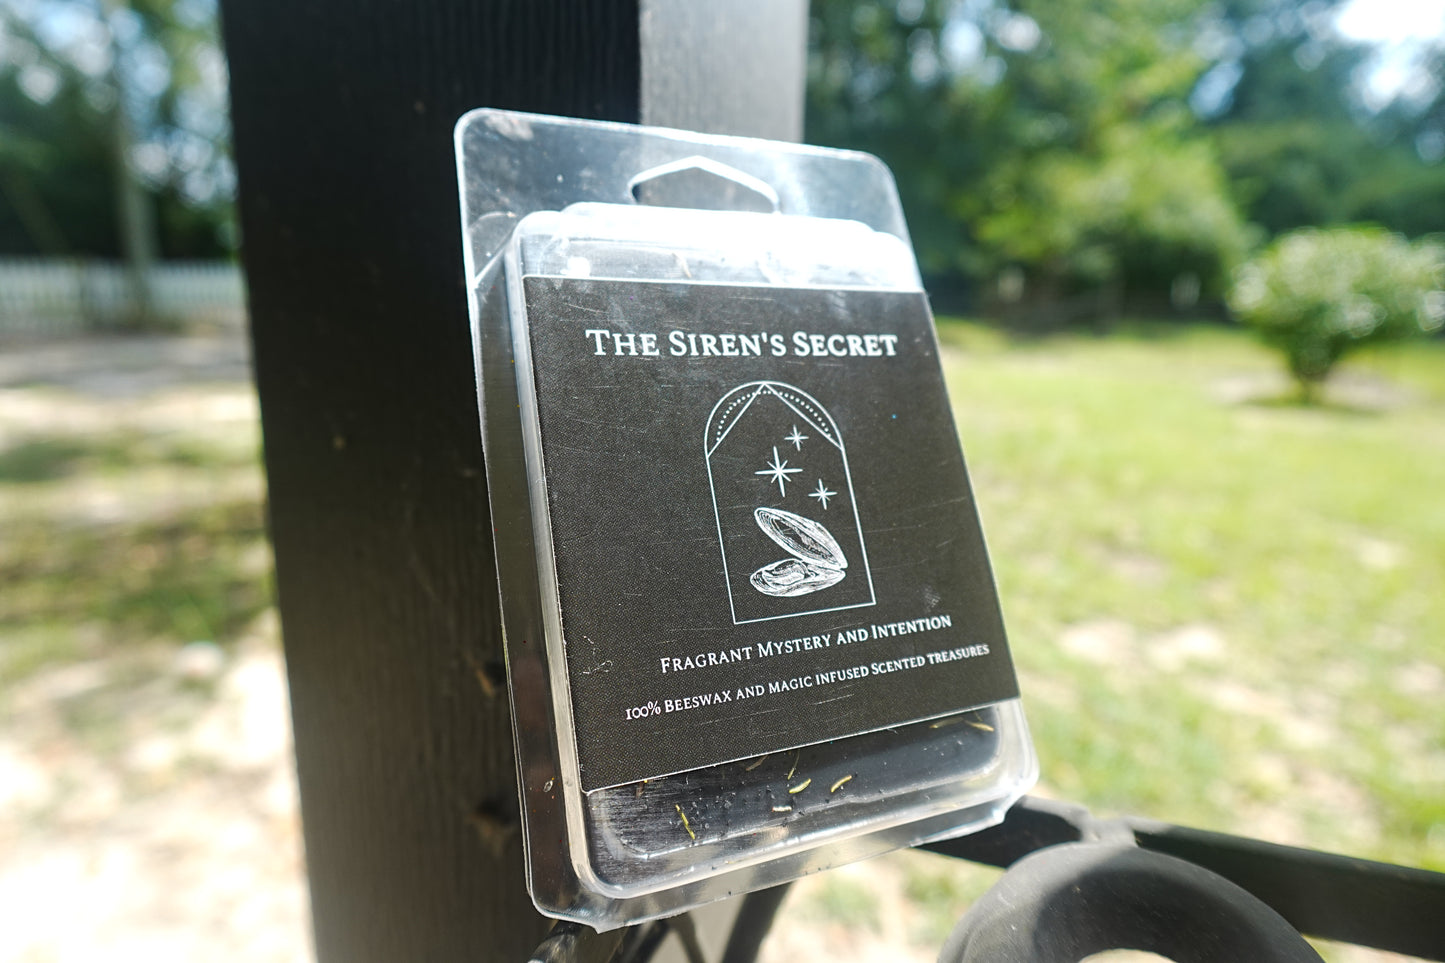 The Siren's Secret
Fragrant Mystery and Intention
100% Beeswax and magic infused Scented treasures